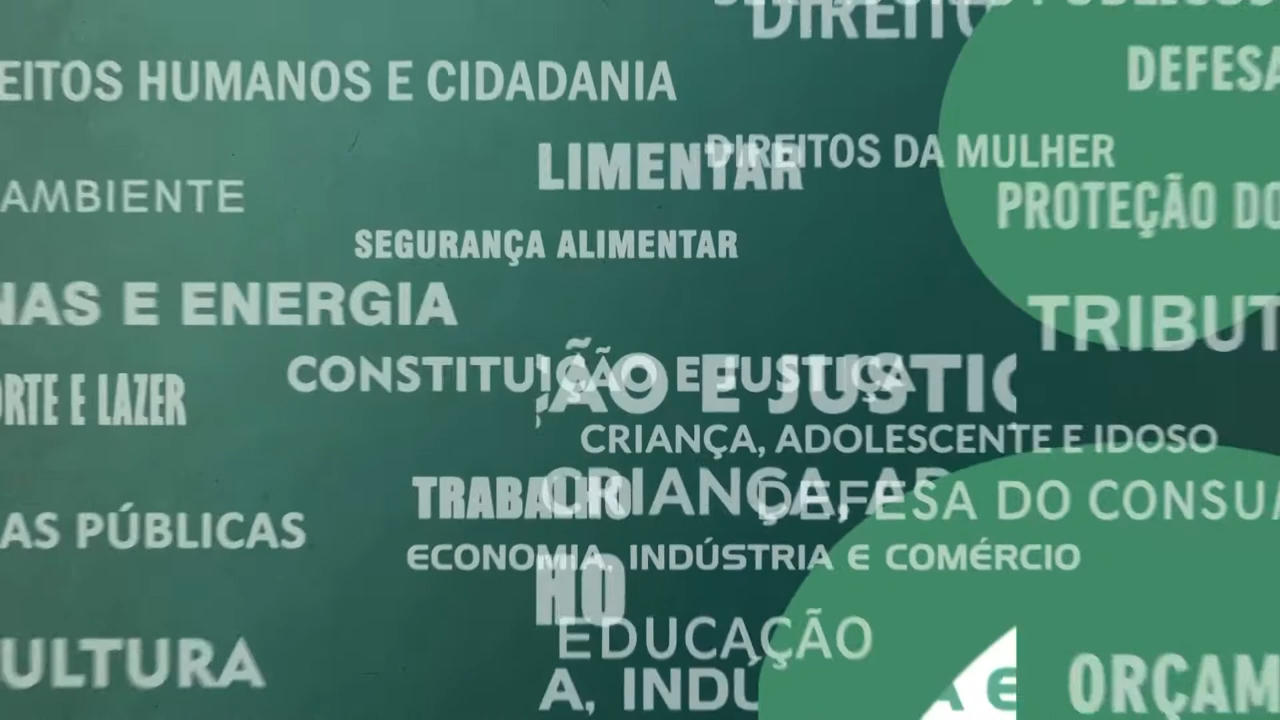 DIREITO
EITOS HUMANOS E CIDADANIA
DEFESA
LIMENTAR
DIREITOS DA MULHER
AMBIENTE
PROTEÇÃO DO
SEGURANÇA ALIMENTAR
NAS E ENERGIA
TRIBUT
CONSTITUIÇÃO E JUSTIÇA
ÃO E JUSTIÇ
ORTE E LAZER
CRIANÇA, ADOLESCENTE E IDOSO
CRIANÇA, AD
TRABALHO
DEFESA DO CONSU
AS PÚBLICAS
ECONOMIA, INDÚSTRIA E COMÉRCIO
HO
EDUCAÇÃO
ULTURA
A, INDÚ
A E
ORÇAM